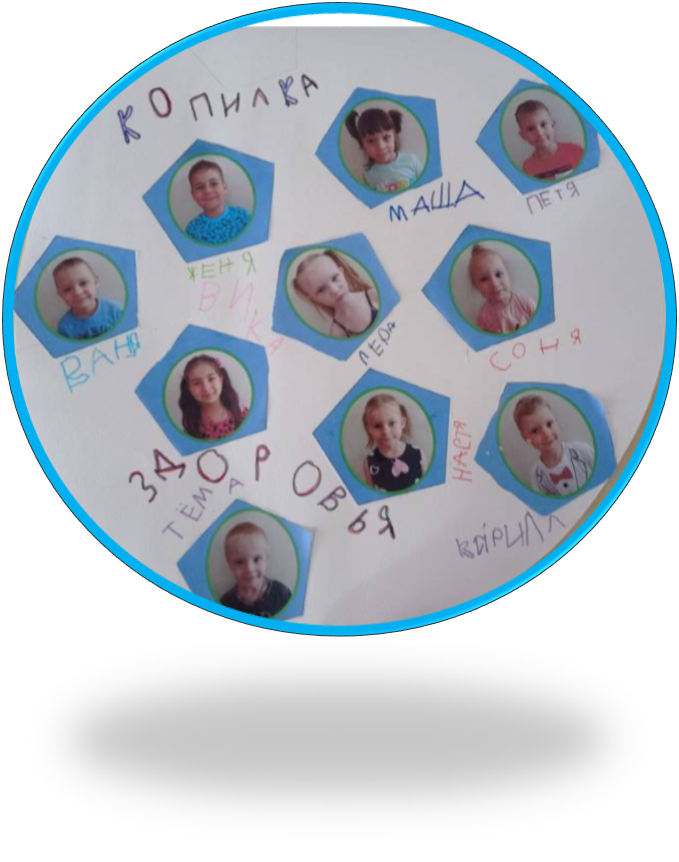 КОПИЛКА
МАША
ПЕТЯ
ЖЕНЯ
ВИКА
ВАНЯ
ЛЕРА
СОНЯ
НАСТЯ
ЗДОРОВЬЯ
ТЁМА
КИРИЛЛ